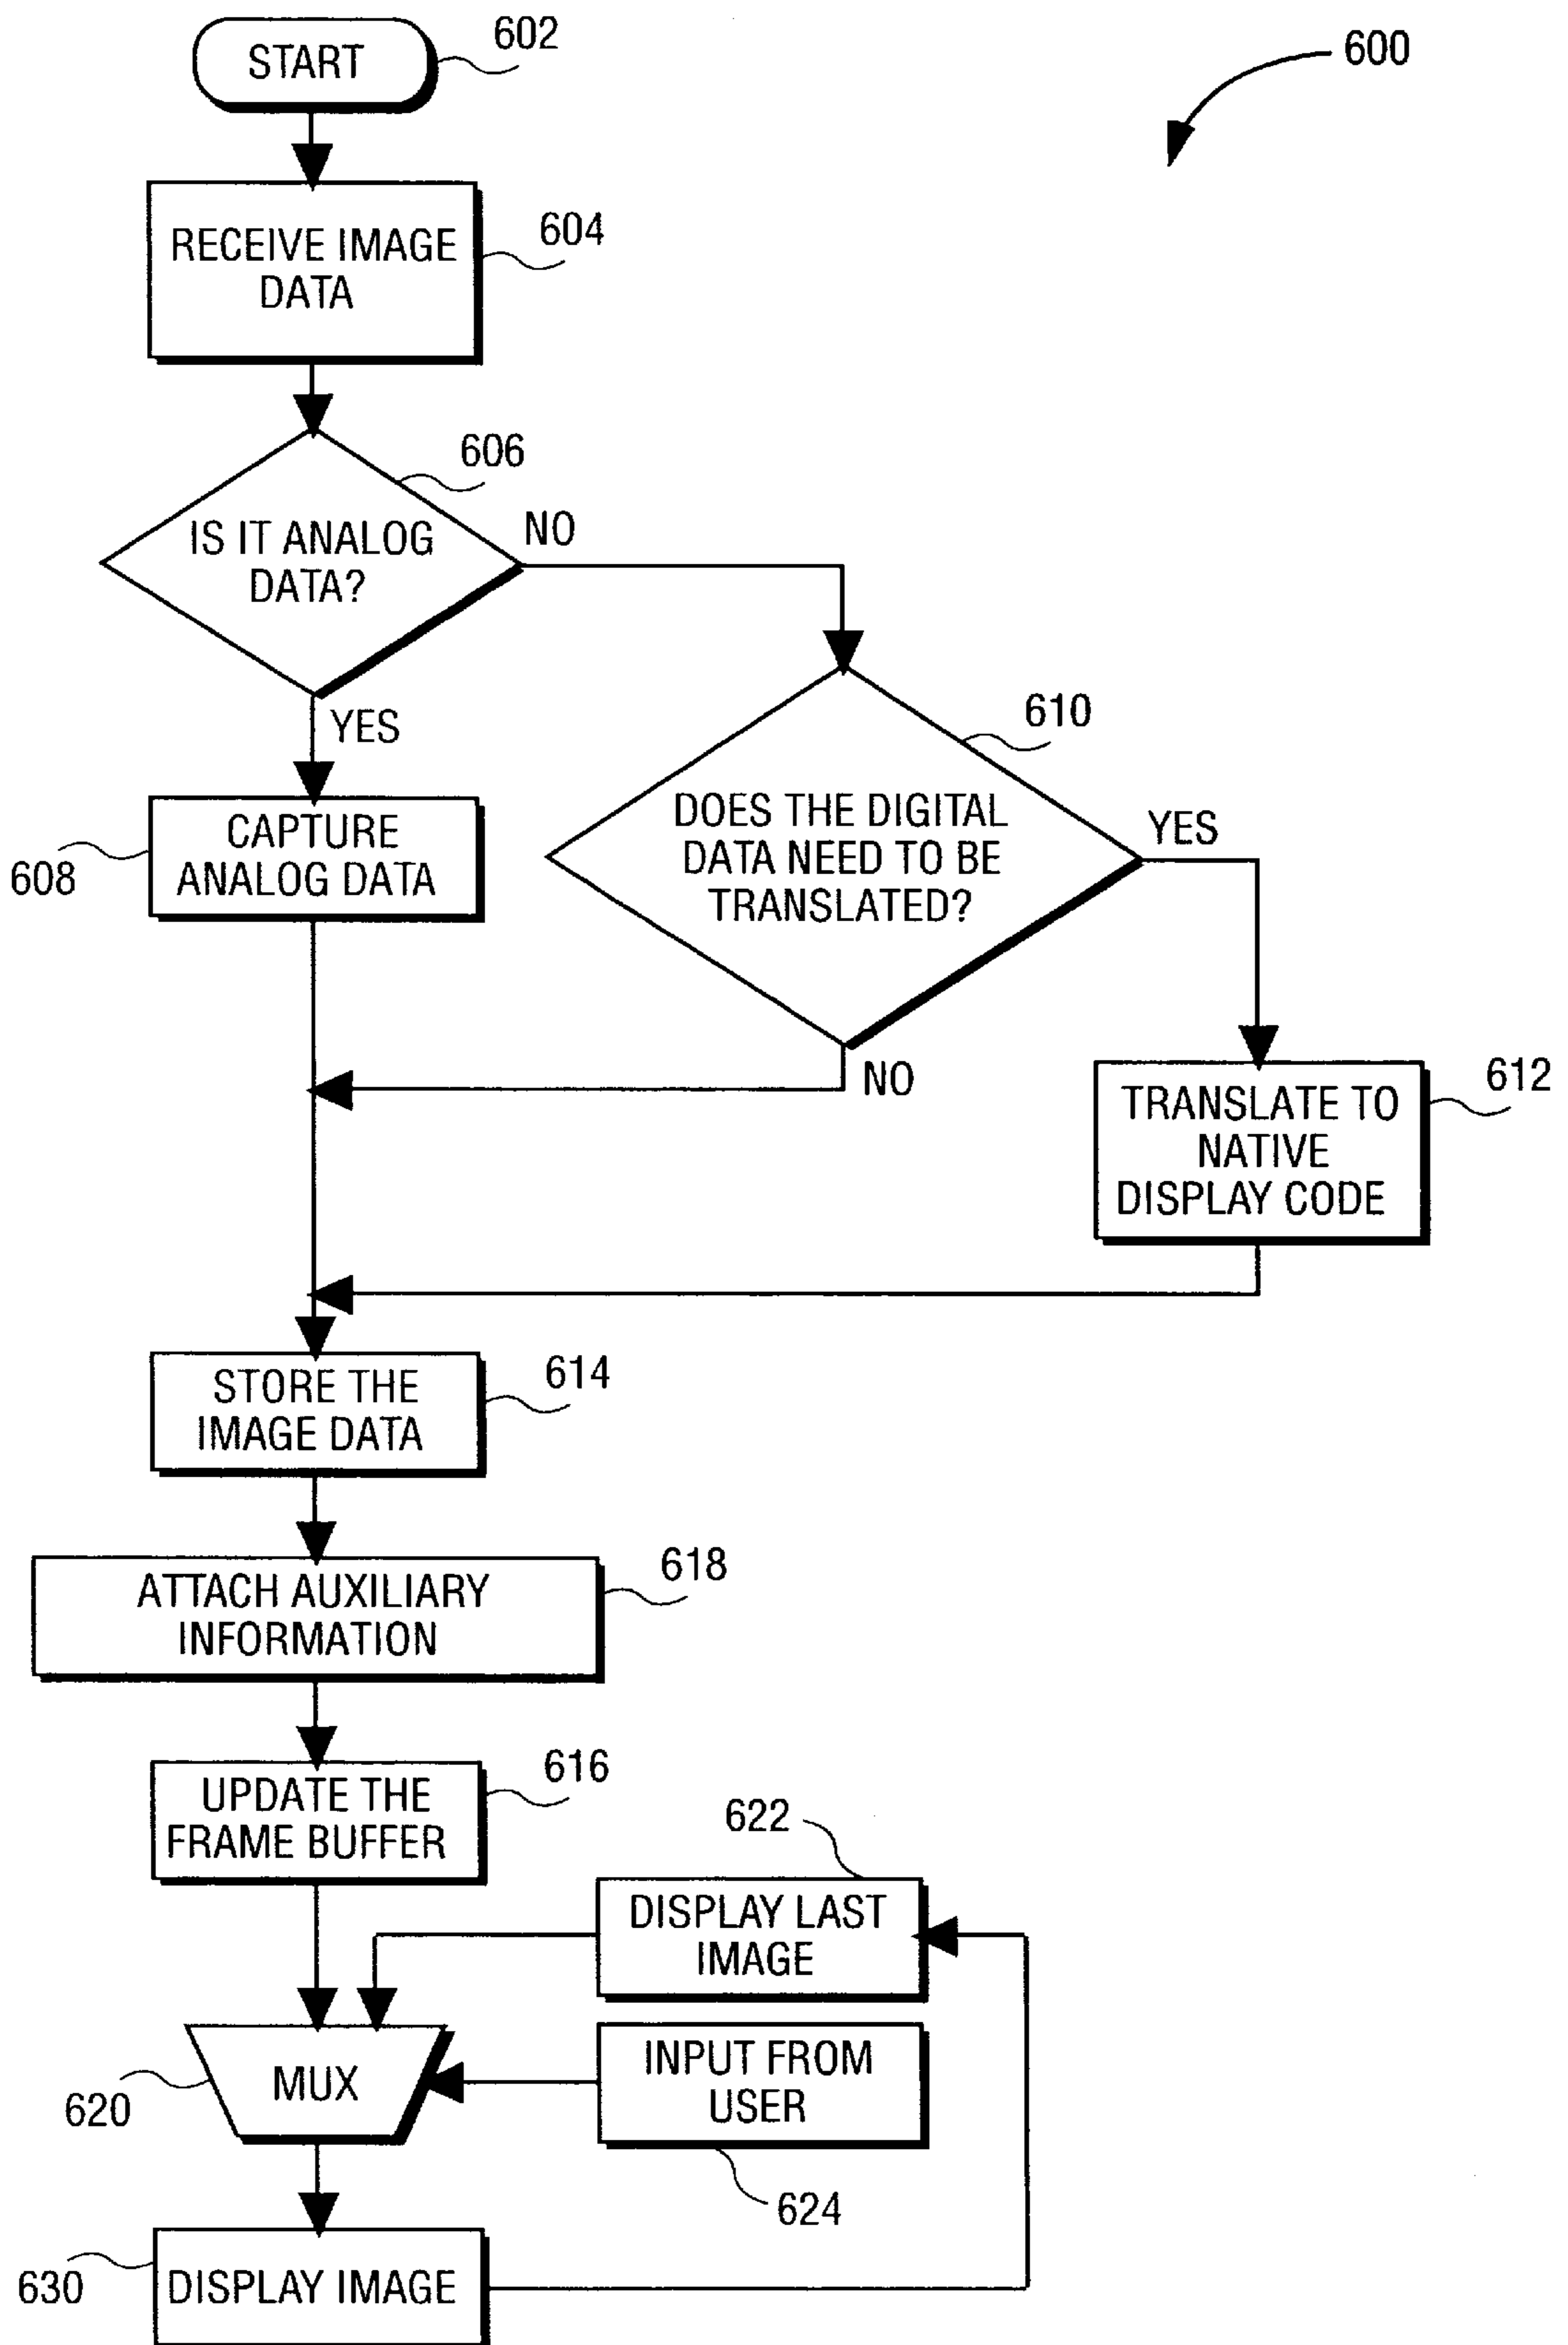 START
602
600
RECEIVE IMAGE
DATA
604
606
IS IT ANALOG
DATA?
NO
YES
610
DOES THE DIGITAL
DATA NEED TO BE
TRANSLATED?
YES
NO
CAPTURE
ANALOG DATA
608
TRANSLATE TO
NATIVE
DISPLAY CODE
612
STORE THE
IMAGE DATA
614
ATTACH AUXILIARY
INFORMATION
618
UPDATE THE
FRAME BUFFER
616
622
DISPLAY LAST
IMAGE
MUX
620
INPUT FROM
USER
624
DISPLAY IMAGE
630